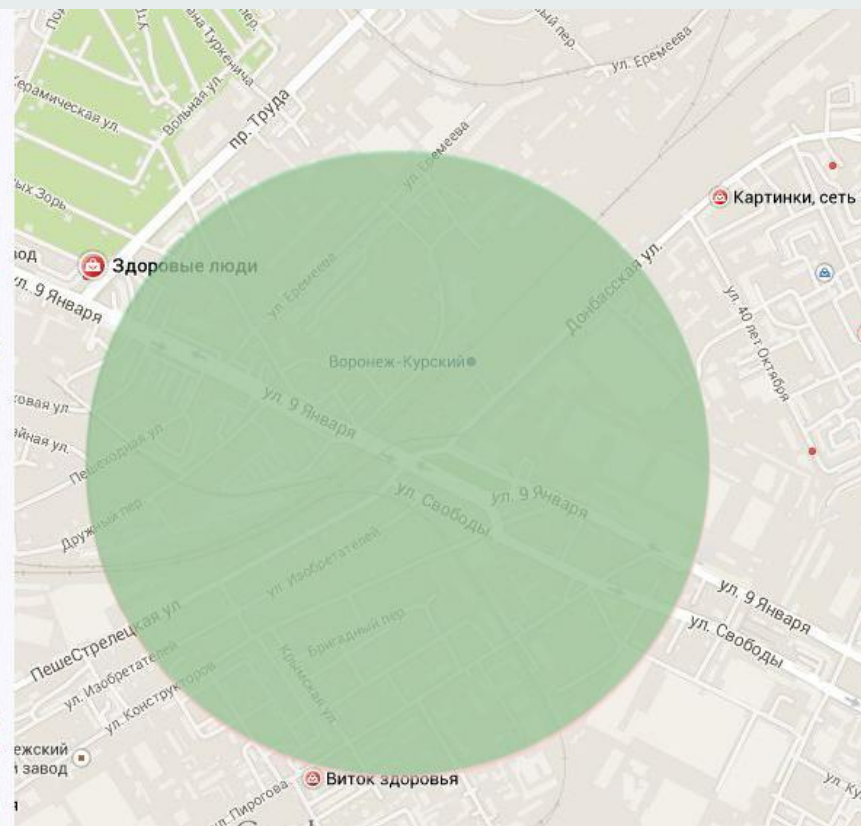 ул. Еремеева
Керамическая ул.
Вольная ул.
пр. Труда
ул. Еремеева
Картинки, сеть
Здоровые люди
ул. 9 Января
ул. Еремеева
Донбасская ул.
ул. 40 лет Октября
Воронеж-Курский
ул. 9 Января
Пешеходная ул.
ул. 9 Января
ул. Свободы
Дружный пер
ул. Изобретателей
ул. 9 Января
ул. Свободы
ПешеСтрелецкая ул.
Бригадный пер.
Крымская ул.
ул. Изобретателей
ул. Конструкторов
Виток здоровья
ул. Пирогова